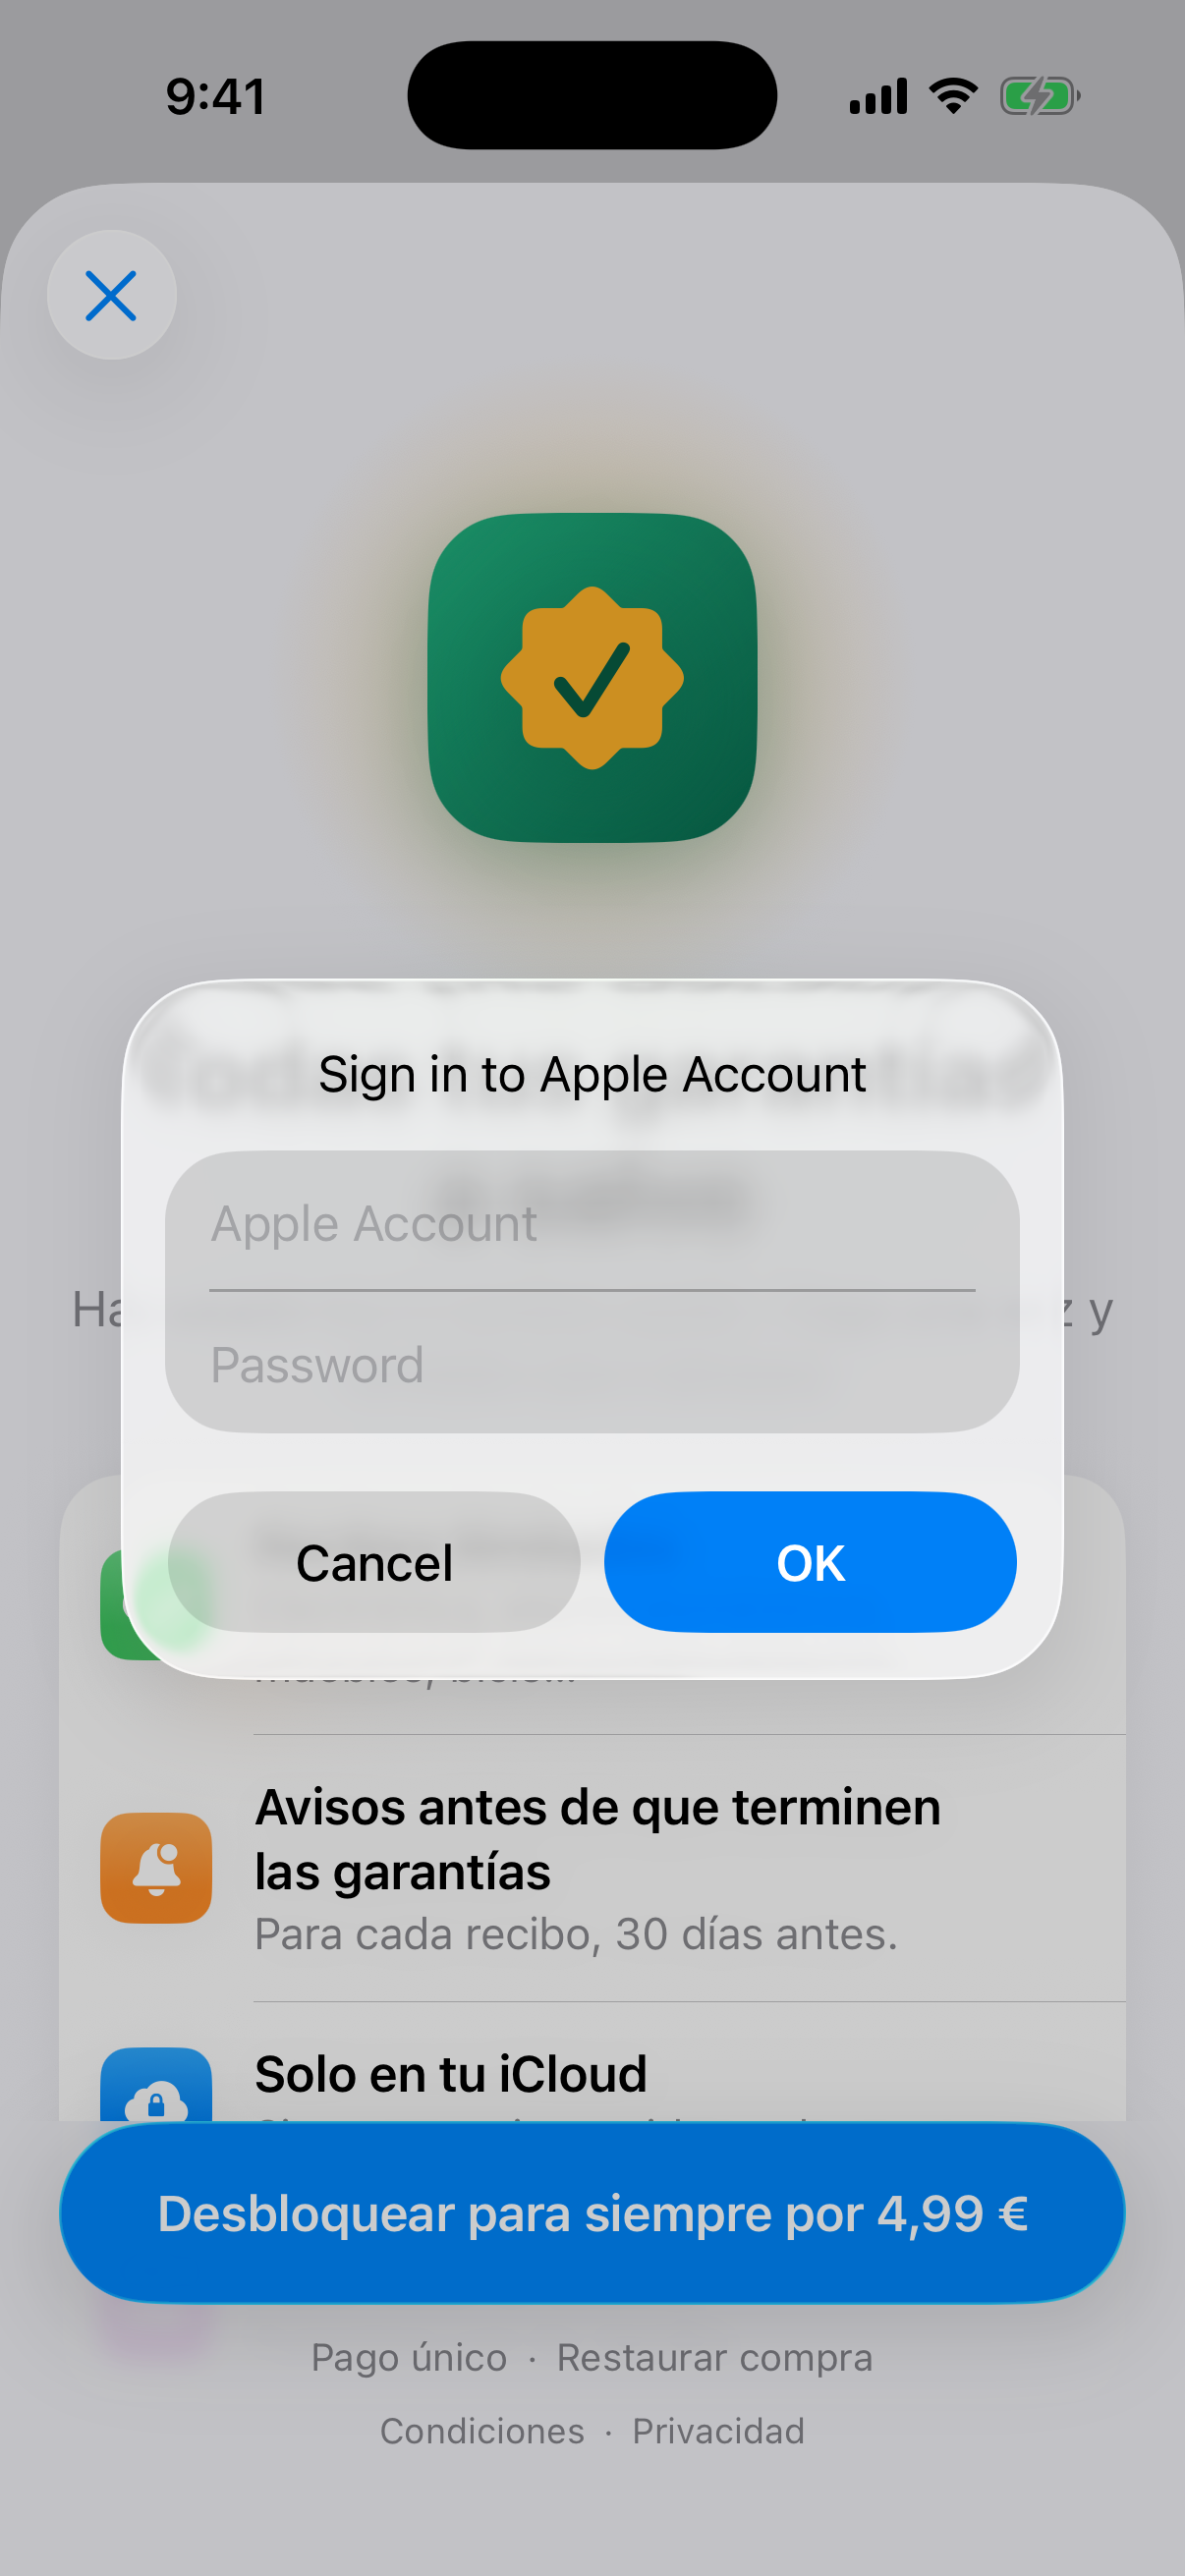 9:41
Sign in to Apple Account
Apple Account
Password
Cancel
OK
Avisos antes de que terminen
las garantías
Para cada recibo, 30 días antes.
Solo en tu iCloud
Desbloquear para siempre por 4,99 €
Pago único · Restaurar compra
Condiciones · Privacidad